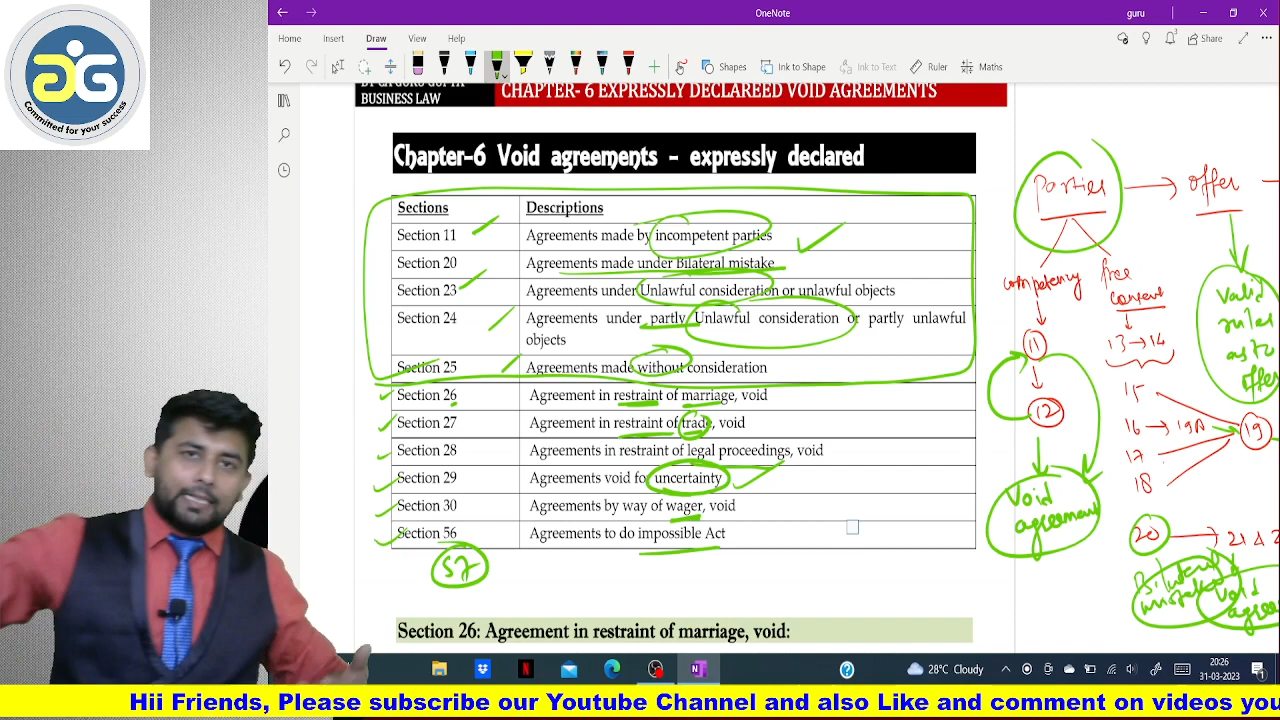 Committed for your success
OneNote
guru
Home Insert Draw View Help
Share
Shapes Ink to Shape Ink to Text Ruler Maths
BUSINESS LAW
CHAPTER- 6 EXPRESSLY DECLAREED VOID AGREEMENTS
Chapter-6 Void agreements - expressly declared
Sections Descriptions
Section 11 Agreements made by incompetent parties
Section 20 Agreements made under Bilateral mistake
Section 23 Agreements under Unlawful consideration or unlawful objects
Section 24 Agreements under partly Unlawful consideration or partly unlawful
objects
Section 25 Agreements made without consideration
Section 26 Agreement in restraint of marriage, void
Section 27 Agreement in restraint of trade, void
Section 28 Agreements in restraint of legal proceedings, void
Section 29 Agreements void for uncertainty
Section 30 Agreements by way of wager, void
Section 56 Agreements to do impossible Act
57
Section 26: Agreement in restraint of marriage, void:
Parties offer
competency free
consent
Valid
rules
as to
offer
11 13 14
12
15
16 19A
17
18
19
Void
agreement
20 21 &
Bilateral
mistake
Void
28°C Cloudy
2026
31-03-2023
Hii Friends, Please subscribe our Youtube Channel and also Like and comment on videos you